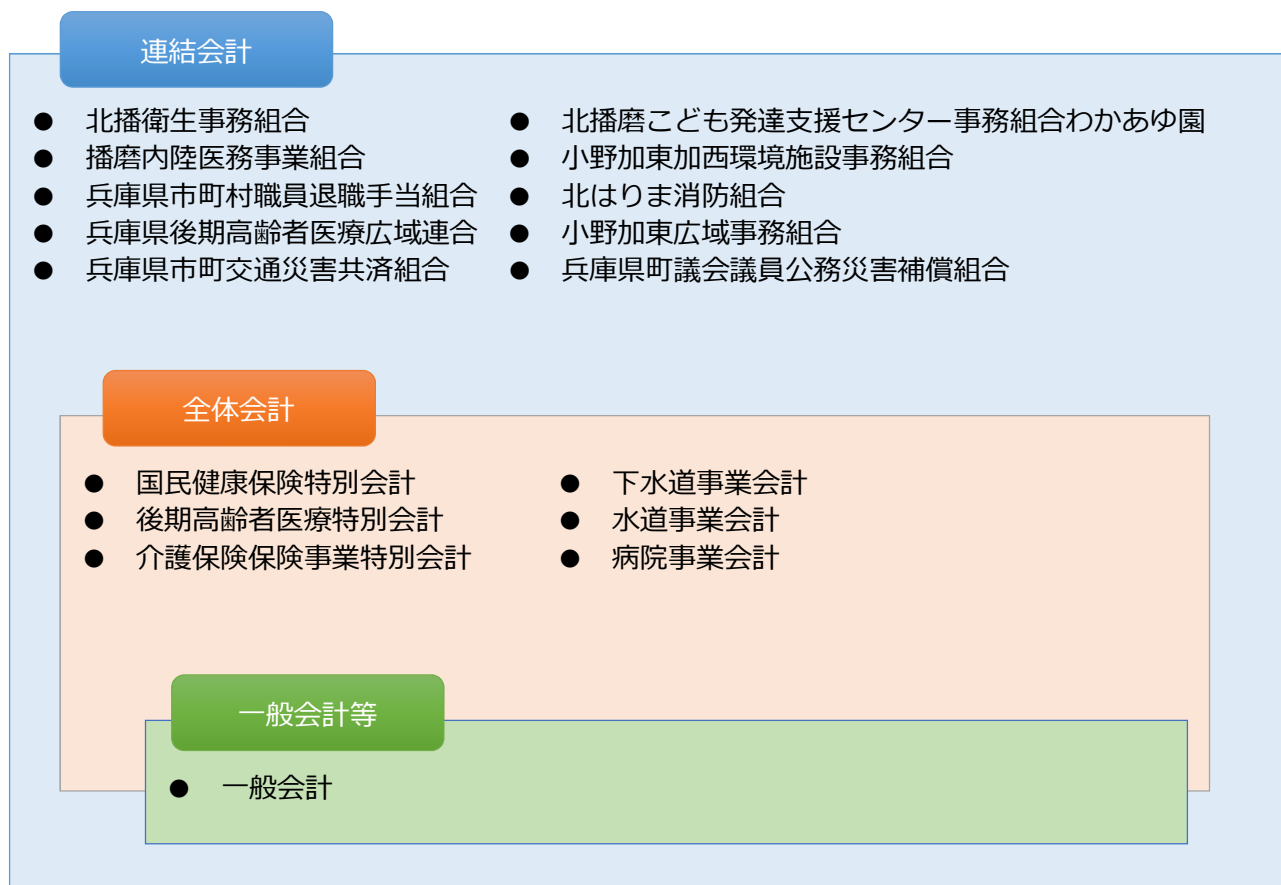 連結会計
● 北播衛生事務組合
● 播磨内陸医務事業組合
● 兵庫県市町村職員退職手当組合
● 兵庫県後期高齢者医療広域連合
● 兵庫県市町交通災害共済組合
● 北播磨こども発達支援センター事務組合わかあゆ園
● 小野加東加西環境施設事務組合
● 北はりま消防組合
● 小野加東広域事務組合
● 兵庫県町議会議員公務災害補償組合
全体会計
● 国民健康保険特別会計
● 後期高齢者医療特別会計
● 介護保険保険事業特別会計
● 下水道事業会計
● 水道事業会計
● 病院事業会計
一般会計等
● 一般会計